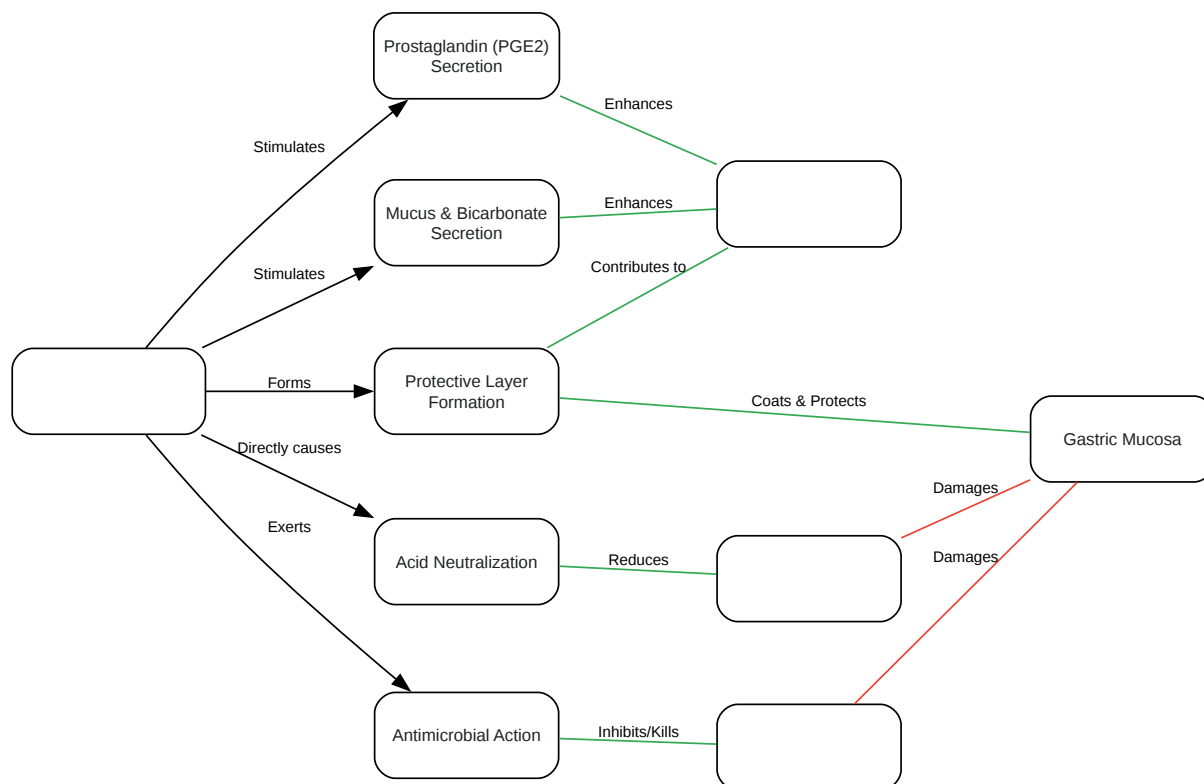 Prostaglandin (PGE2)
Secretion
Enhances
Stimulates
Mucus & Bicarbonate
Secretion
Enhances
Stimulates
Contributes to
Forms
Protective Layer
Formation
Coats & Protects
Gastric Mucosa
Directly causes
Damages
Exerts
Acid Neutralization
Reduces
Damages
Antimicrobial Action
Inhibits/Kills